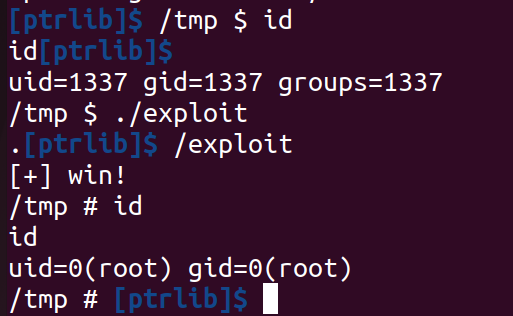 [ptrlib]$ /tmp $ id
id[ptrlib]$
uid=1337 gid=1337 groups=1337
/tmp $ ./exploit
.[ptrlib]$ /exploit
[+] win!
/tmp # id
id
uid=0(root) gid=0(root)
/tmp # [ptrlib]$